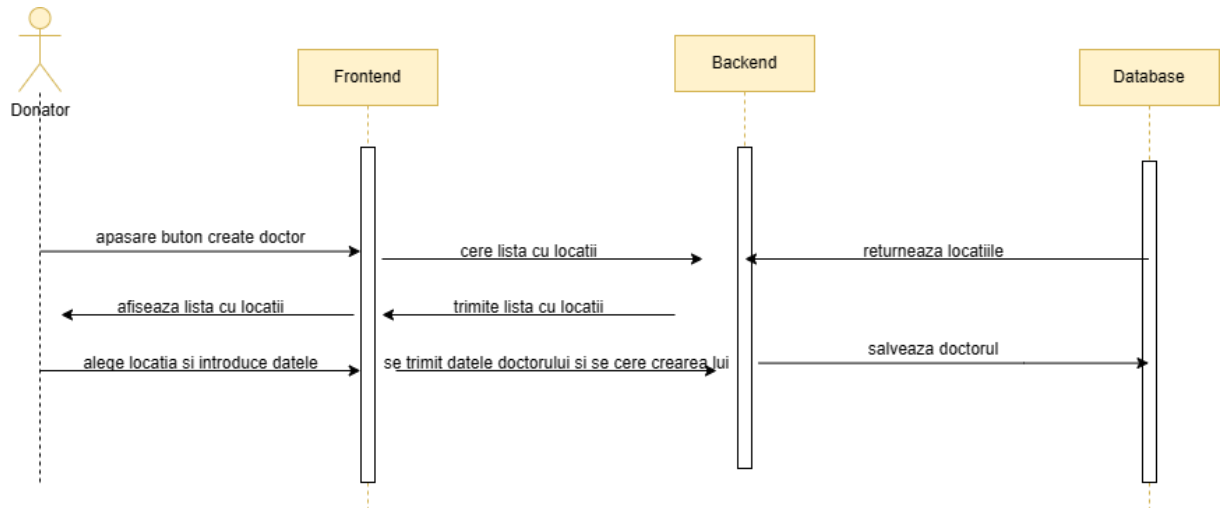 Donator
Frontend
Backend
Database
apasare buton create doctor
cere lista cu locatii
returneaza locatiile
afiseaza lista cu locatii
trimite lista cu locatii
alege locatia si introduce datele
se trimit datele doctorului si se cere crearea lui
salveaza doctorul